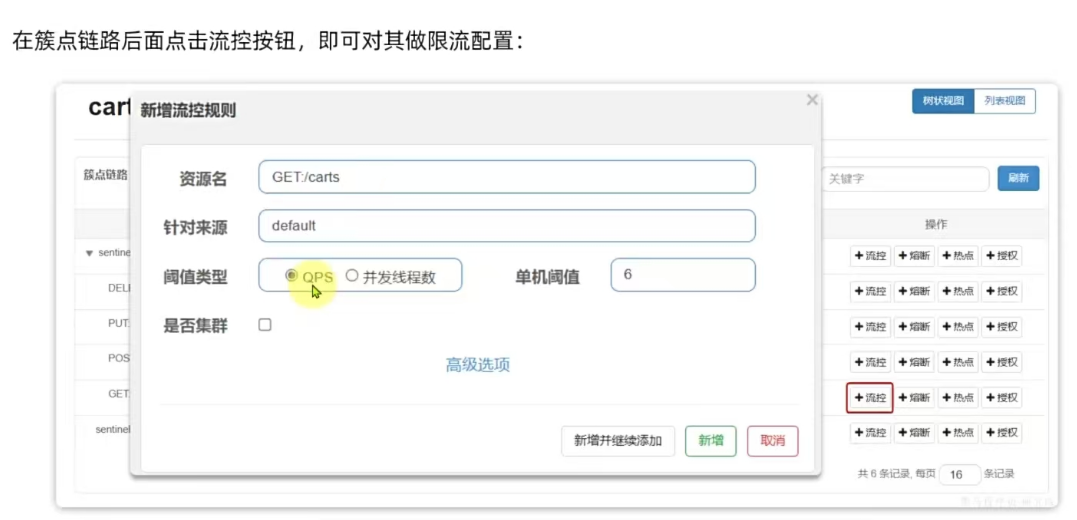 在簇点链路后面点击流控按钮，即可对其做限流配置：
cart
新增流控规则
×
树状视图 列表视图
簇点链路
关键字
刷新
资源名 GET:/carts
针对来源 default
操作
阈值类型 QPS 并发线程数 单机阈值 6
sentine
+流控 +熔断 +热点 +授权
DELE
+流控 +熔断 +热点 +授权
是否集群
PUT:
+流控 +熔断 +热点 +授权
高级选项
POS
+流控 +熔断 +热点 +授权
GET:
+流控 +熔断 +热点 +授权
sentinel
+流控 +熔断 +热点 +授权
新增并继续添加 新增 取消
共 6 条记录, 每页 16 条记录